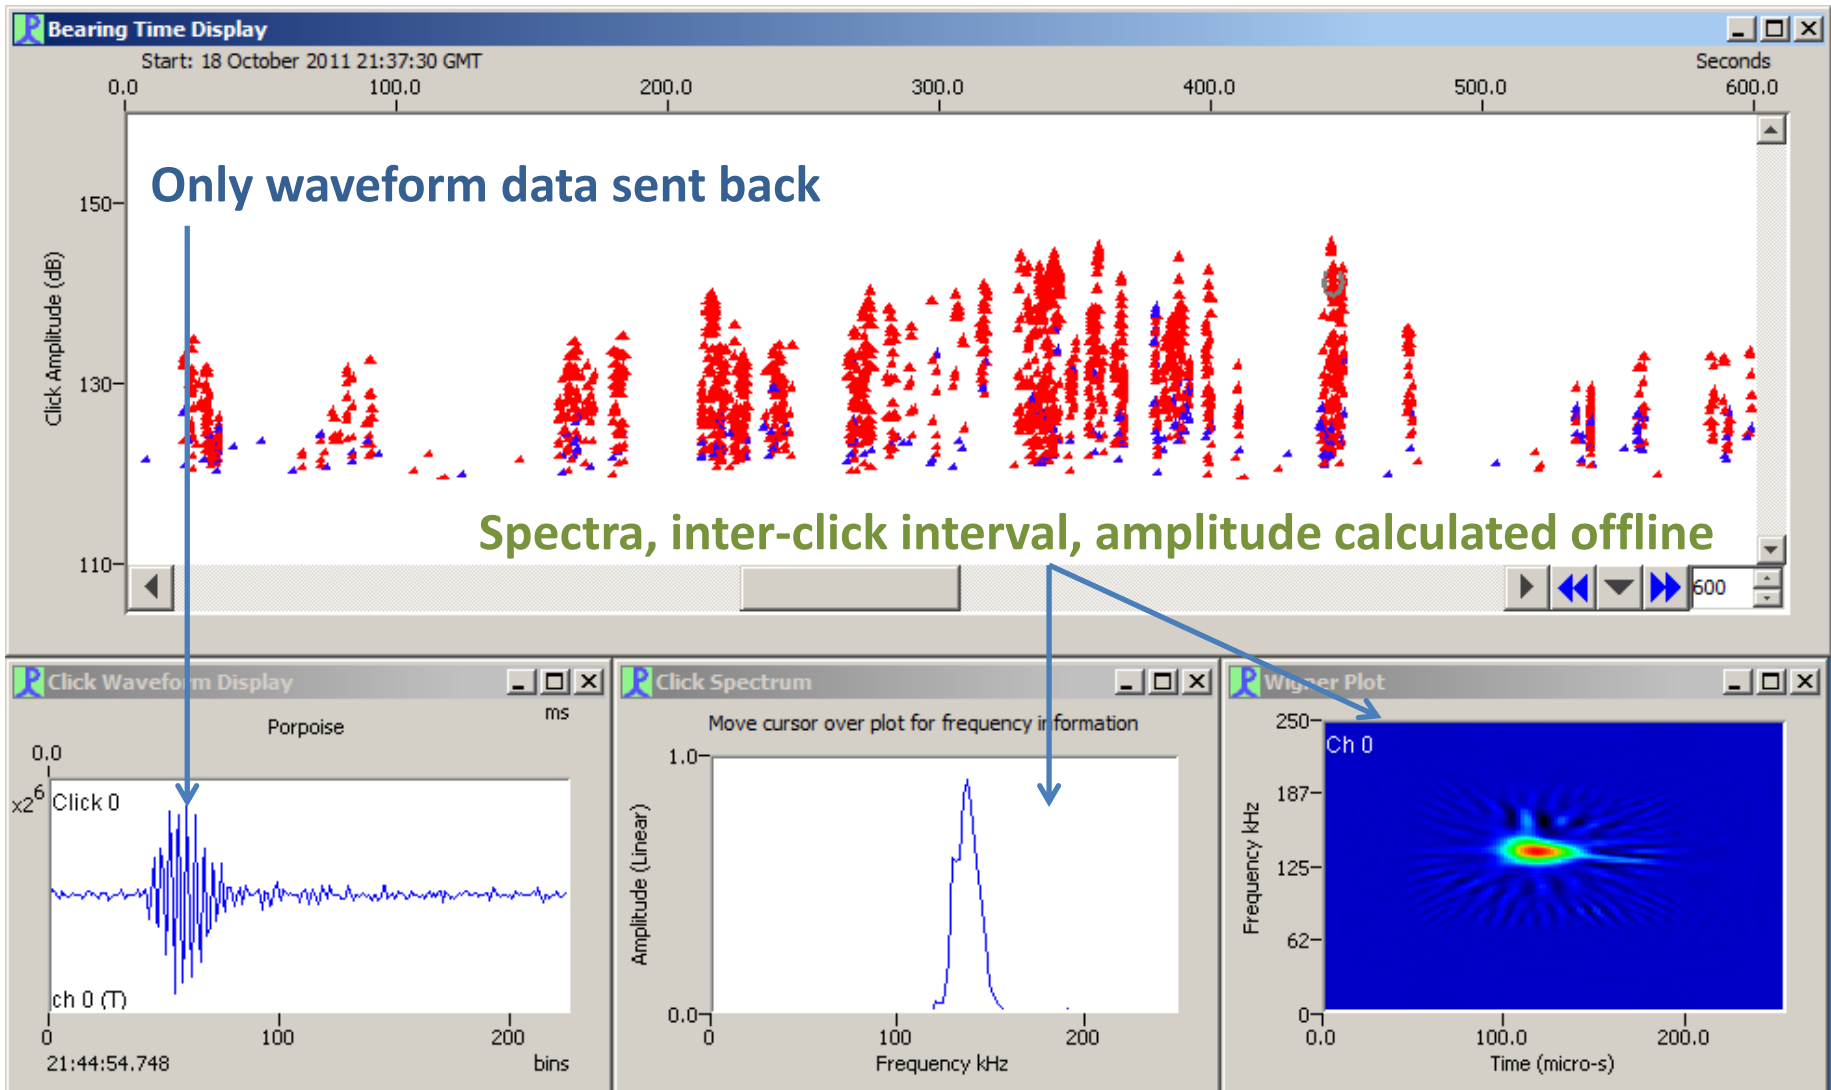 Bearing Time Display
Start: 18 October 2011 21:37:30 GMT
Seconds
0.0 100.0 200.0 300.0 400.0 500.0 600.0
Only waveform data sent back
150
Click Amplitude (dB)
130
Spectra, inter-click interval, amplitude calculated offline
110
600
Click Waveform Display
ms
Porpoise
0.0
x2^6
Click 0
ch 0 (T)
0 100 200
21:44:54.748
bins
Click Spectrum
Move cursor over plot for frequency information
1.0
Amplitude (Linear)
0.0
0 100 200
Frequency kHz
Wigner Plot
250
Ch 0
187
Frequency kHz
125
62
0
0.0 100.0 200.0
Time (micro-s)